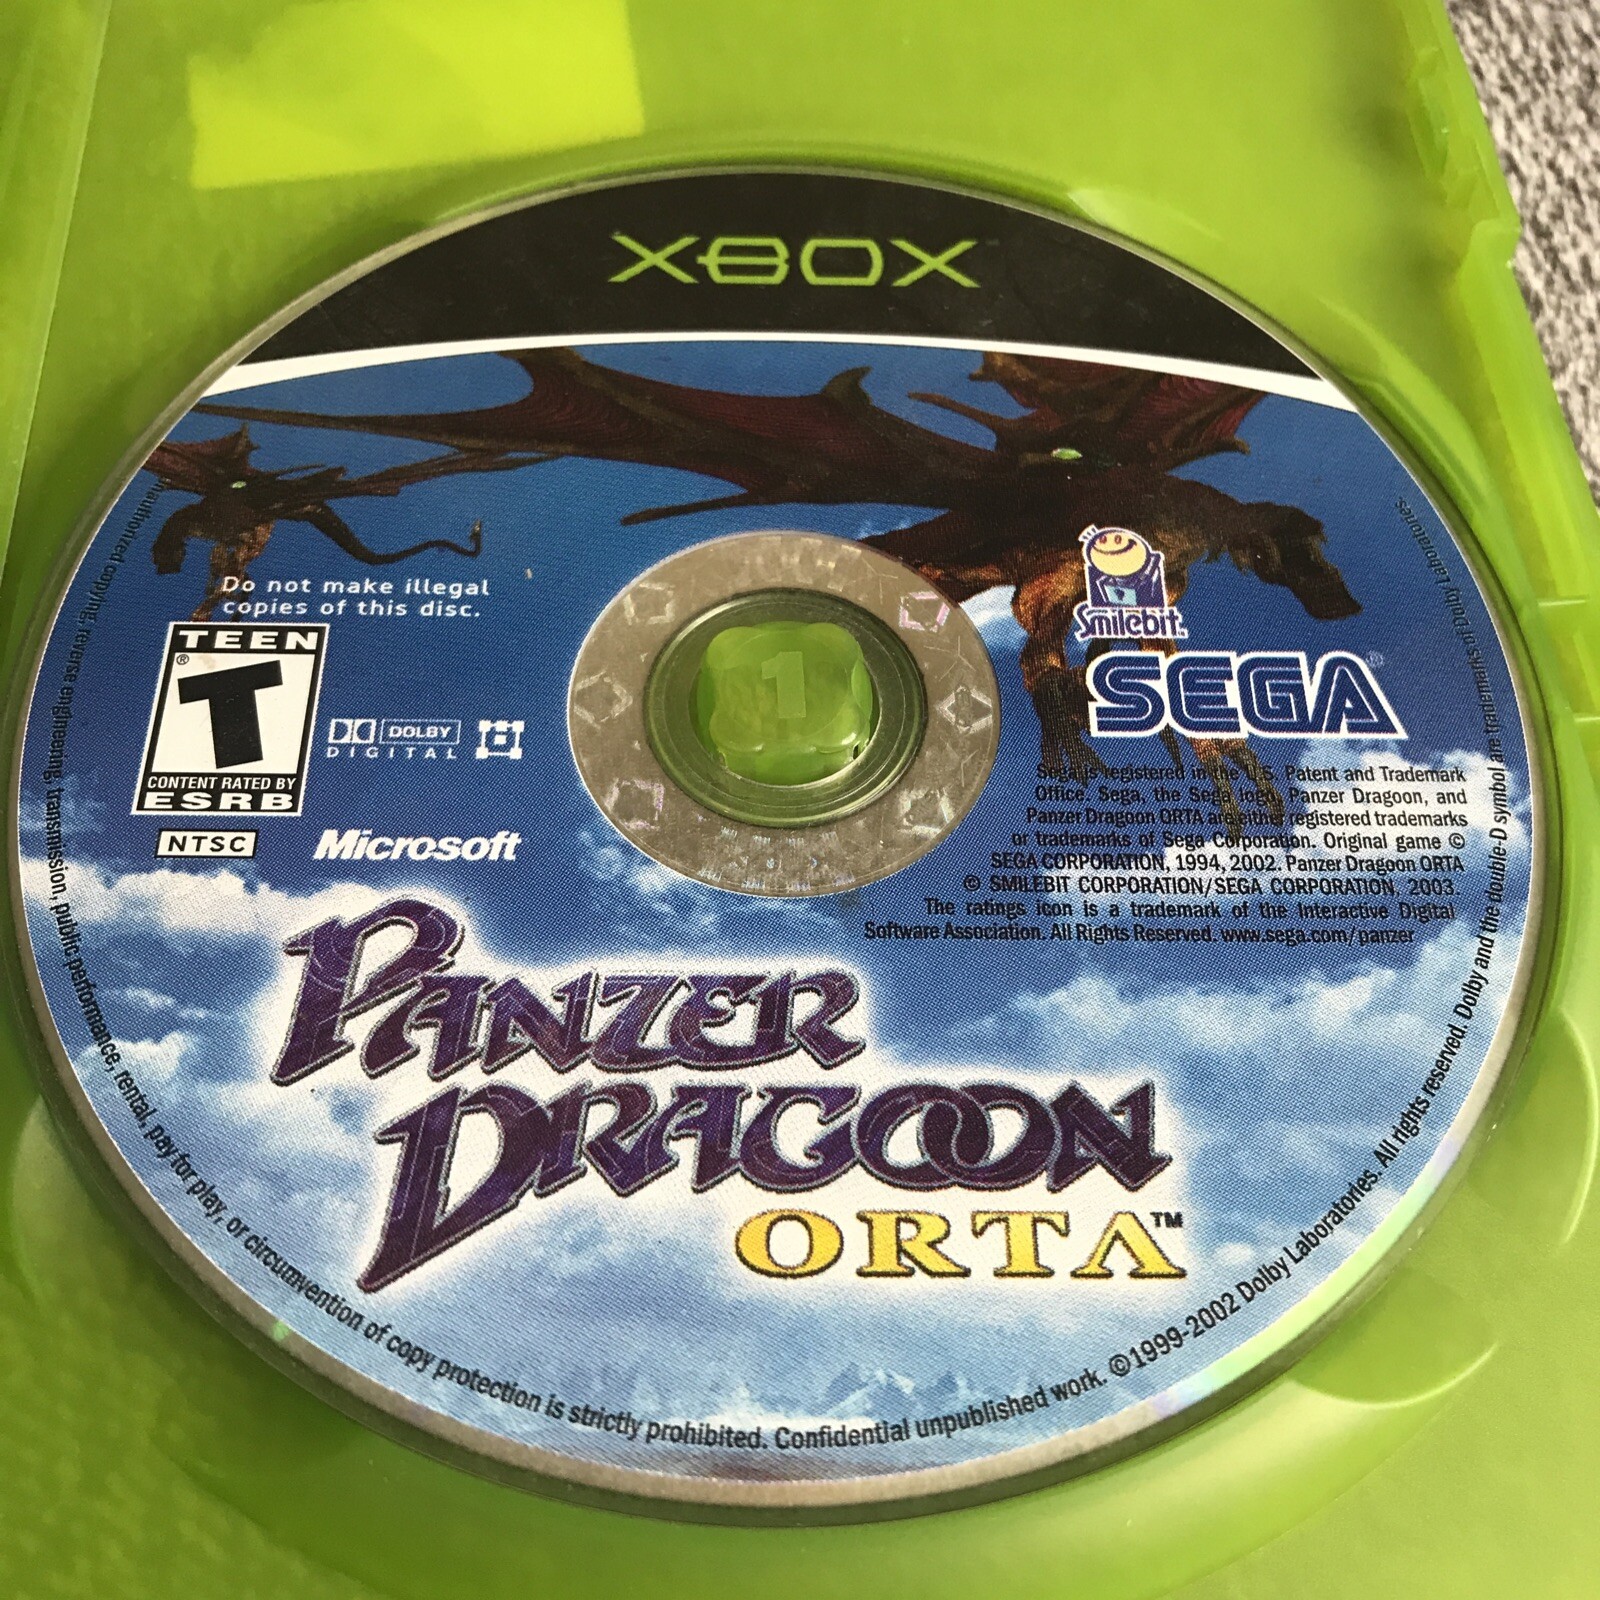 XBOX
Do not make illegal
copies of this disc.
TEEN
T
®
CONTENT RATED BY
ESRB
DOLBY
DIGITAL
NTSC
Microsoft
1
Smilebit.
SEGA®
Sega is registered in the U.S. Patent and Trademark
Office. Sega, the Sega logo, Panzer Dragoon, and
Panzer Dragoon ORTA are either registered trademarks
or trademarks of Sega Corporation. Original game ©
SEGA CORPORATION, 1994, 2002. Panzer Dragoon ORTA
© SMILEBIT CORPORATION/SEGA CORPORATION, 2003.
The ratings icon is a trademark of the Interactive Digital
Software Association. All Rights Reserved. www.sega.com/panzer
PANZER
DRAGOON
ORTA™
Unauthorized copying, reverse engineering, transmission, public performance, rental, pay for play, or circumvention of copy protection is strictly prohibited. Confidential unpublished work. ©1999-2002 Dolby Laboratories. All rights reserved. Dolby and the double-D symbol are trademarks of Dolby Laboratories.